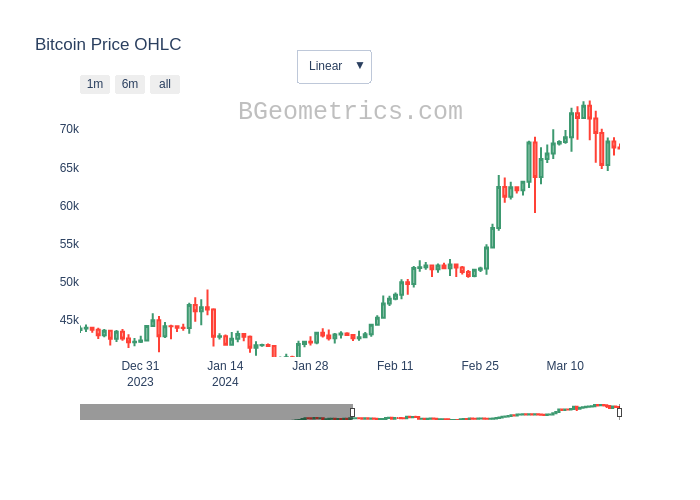 Bitcoin Price OHLC
Linear ▼
1m 6m all
BGeometrics.com
70k
65k
60k
55k
50k
45k
Dec 31 Jan 14 Jan 28 Feb 11 Feb 25 Mar 10
2023 2024